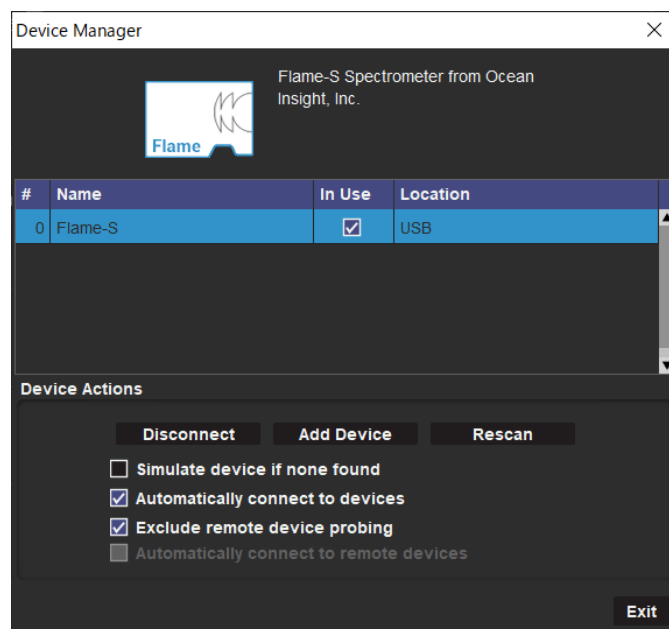 Device Manager
Flame-S Spectrometer from Ocean
Insight, Inc.
Flame
# Name In Use Location
0 Flame-S USB
Device Actions
Disconnect Add Device Rescan
Simulate device if none found
Automatically connect to devices
Exclude remote device probing
Automatically connect to remote devices
Exit